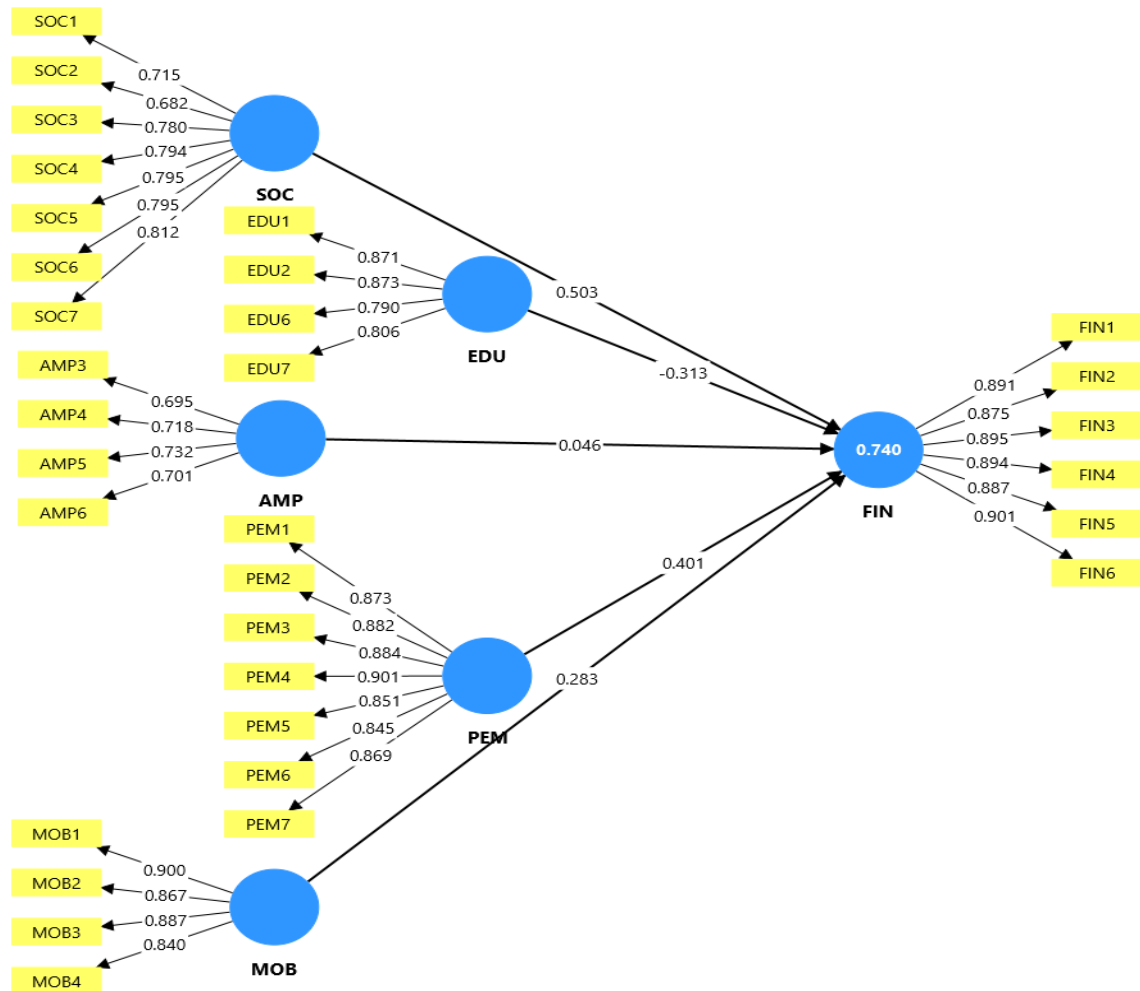 SOC1
SOC2
SOC3
SOC4
SOC5
SOC6
SOC7
0.715
0.682
0.780
0.794
0.795
0.795
0.812
SOC
EDU1
EDU2
EDU6
EDU7
0.871
0.873
0.790
0.806
EDU
AMP3
AMP4
AMP5
AMP6
0.695
0.718
0.732
0.701
AMP
PEM1
PEM2
PEM3
PEM4
PEM5
PEM6
PEM7
0.873
0.882
0.884
0.901
0.851
0.845
0.869
PEM
MOB1
MOB2
MOB3
MOB4
0.900
0.867
0.887
0.840
MOB
0.503
-0.313
0.046
0.401
0.283
0.740
FIN
0.891
0.875
0.895
0.894
0.887
0.901
FIN1
FIN2
FIN3
FIN4
FIN5
FIN6